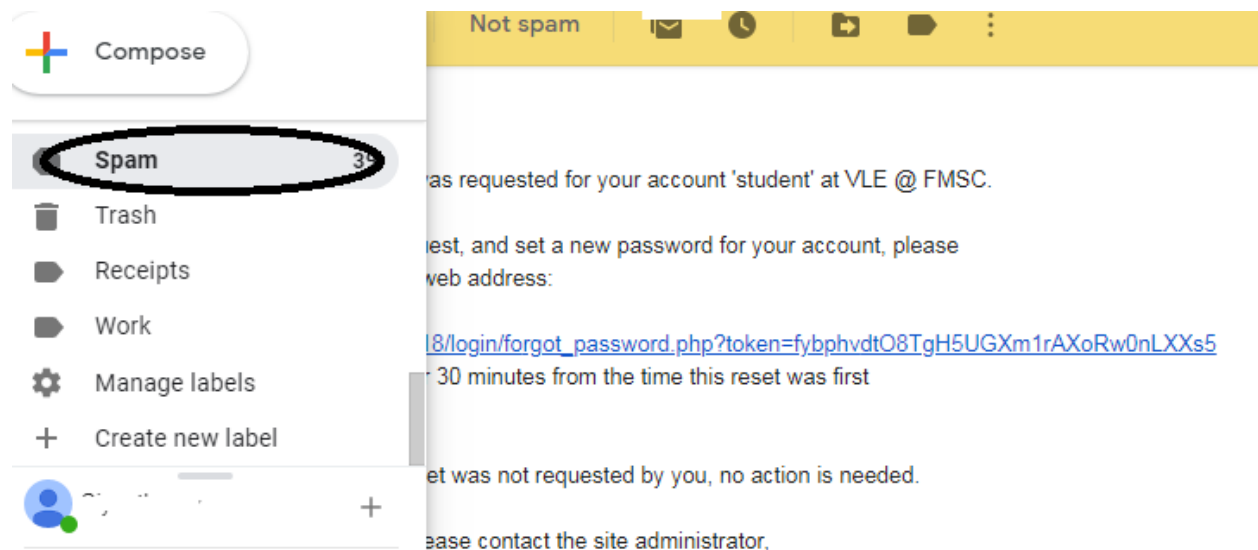 Compose
Not spam
Spam
Trash
Receipts
Work
Manage labels
Create new label
as requested for your account 'student' at VLE @ FMSC.
est, and set a new password for your account, please
web address:
18/login/forgot_password.php?token=fybphvdtO8TgH5UGXm1rAXoRw0nLXXs5
30 minutes from the time this reset was first
et was not requested by you, no action is needed.
ease contact the site administrator,